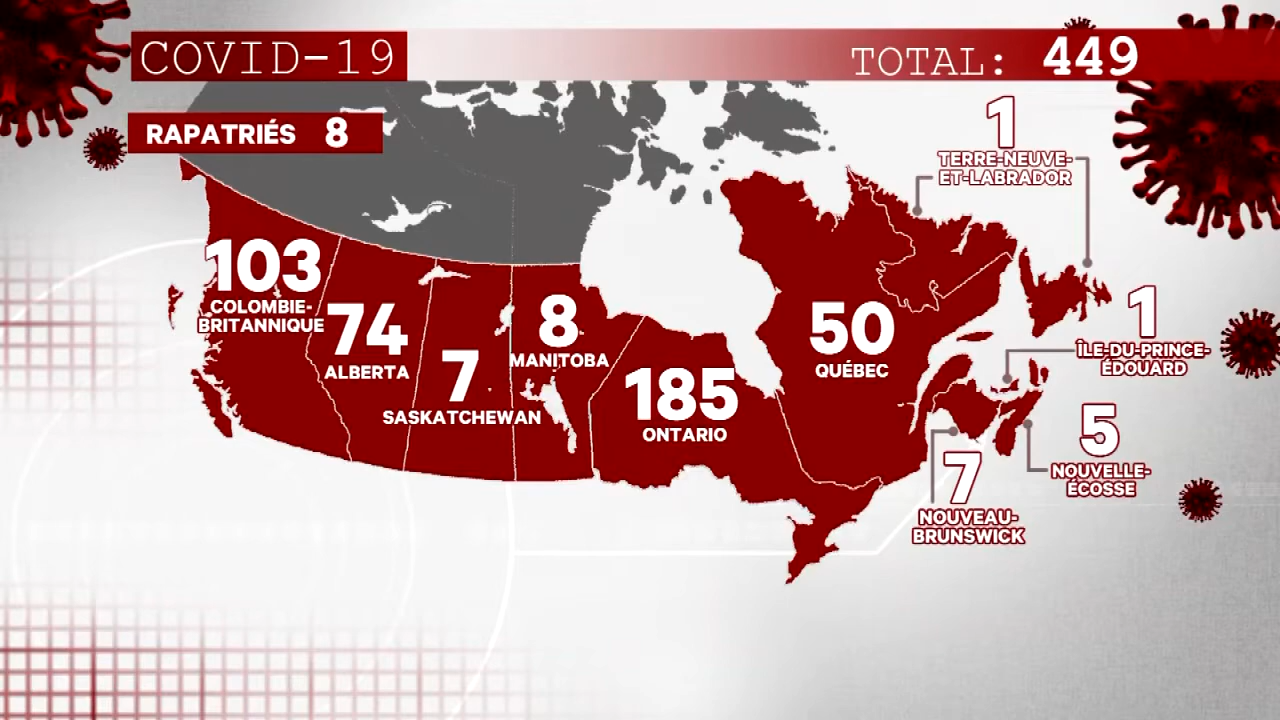 COVID-19
TOTAL: 449
RAPATRIÉS 8
1
TERRE-NEUVE-
ET-LABRADOR
103
COLOMBIE-
BRITANNIQUE
74
ALBERTA
7
SASKATCHEWAN
8
MANITOBA
185
ONTARIO
50
QUÉBEC
1
ÎLE-DU-PRINCE-
ÉDOUARD
5
NOUVELLE-
ÉCOSSE
7
NOUVEAU-
BRUNSWICK